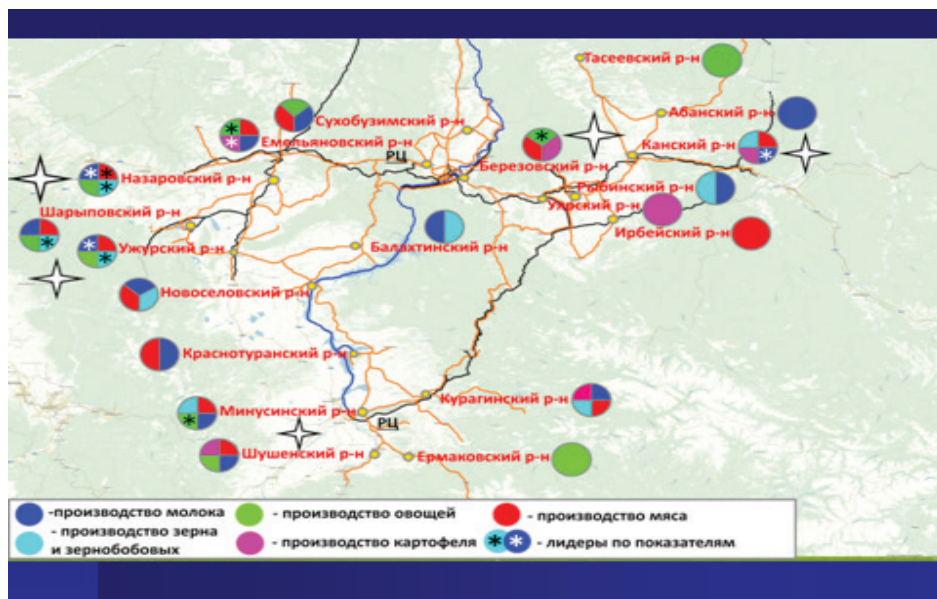 Тасеевский р-н
Абанский р-н
Сухобузимский р-н
Емельяновский р-н
Канский р-н
РЦ
Березовский р-н
Назаровский р-н
Рыбинский р-н
Уярский р-н
Шарыповский р-н
Ирбейский р-н
Ужурский р-н
Балахтинский р-н
Новоселовский р-н
Краснотуранский р-н
Курагинский р-н
Минусинский р-н
РЦ
Шушенский р-н
Ермаковский р-н
-производство молока
- производство овощей
- производство мяса
- производство зерна
и зернобобовых
- производство картофеля
- лидеры по показателям